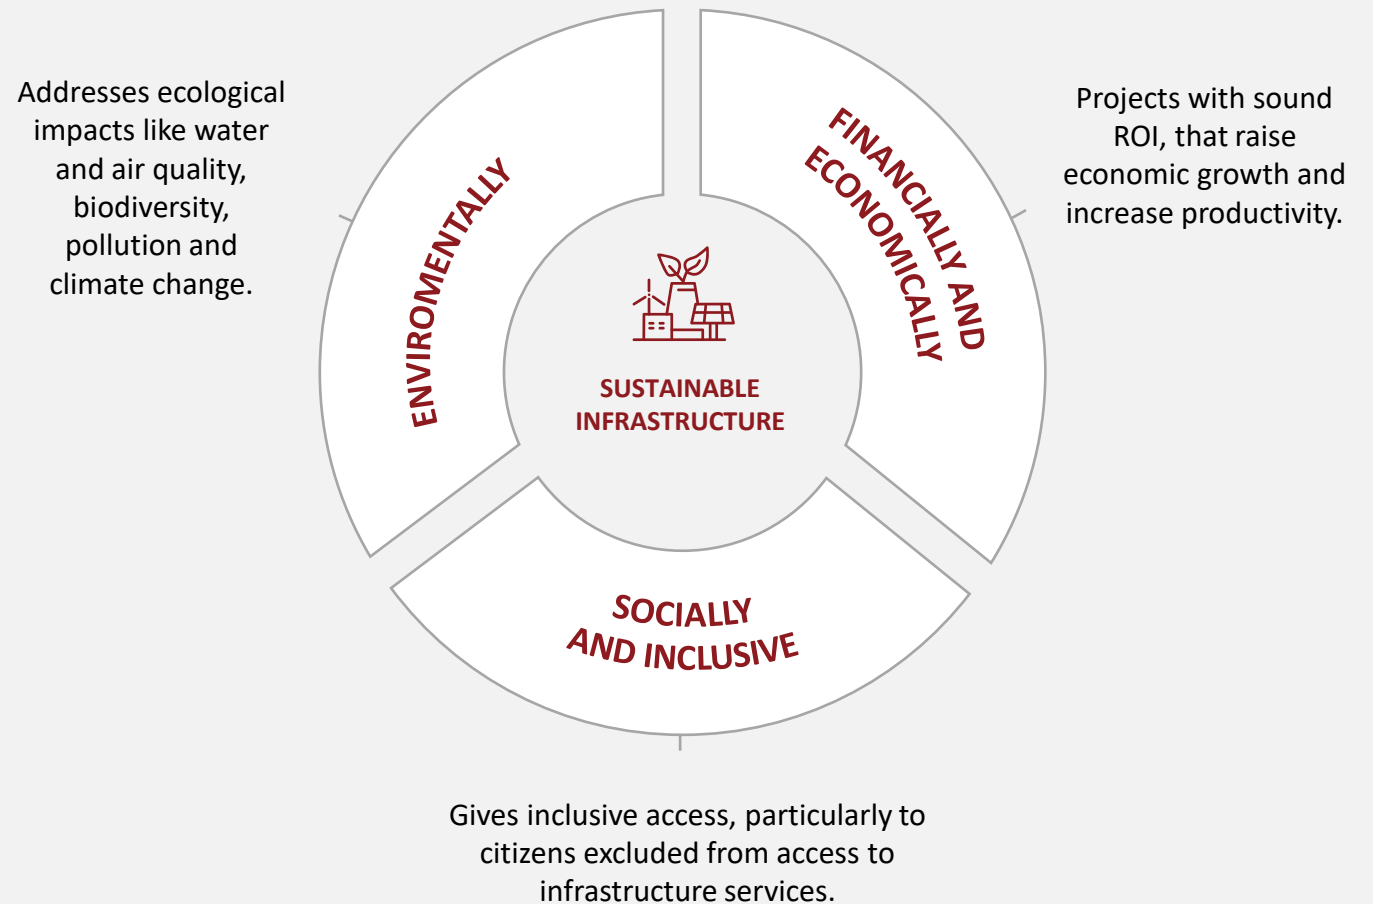 Addresses ecological
impacts like water
and air quality,
biodiversity,
pollution and
climate change.
ENVIROMENTALLY
FINANCIALLY AND
ECONOMICALLY
Projects with sound
ROI, that raise
economic growth and
increase productivity.
SUSTAINABLE
INFRASTRUCTURE
SOCIALLY
AND INCLUSIVE
Gives inclusive access, particularly to
citizens excluded from access to
infrastructure services.